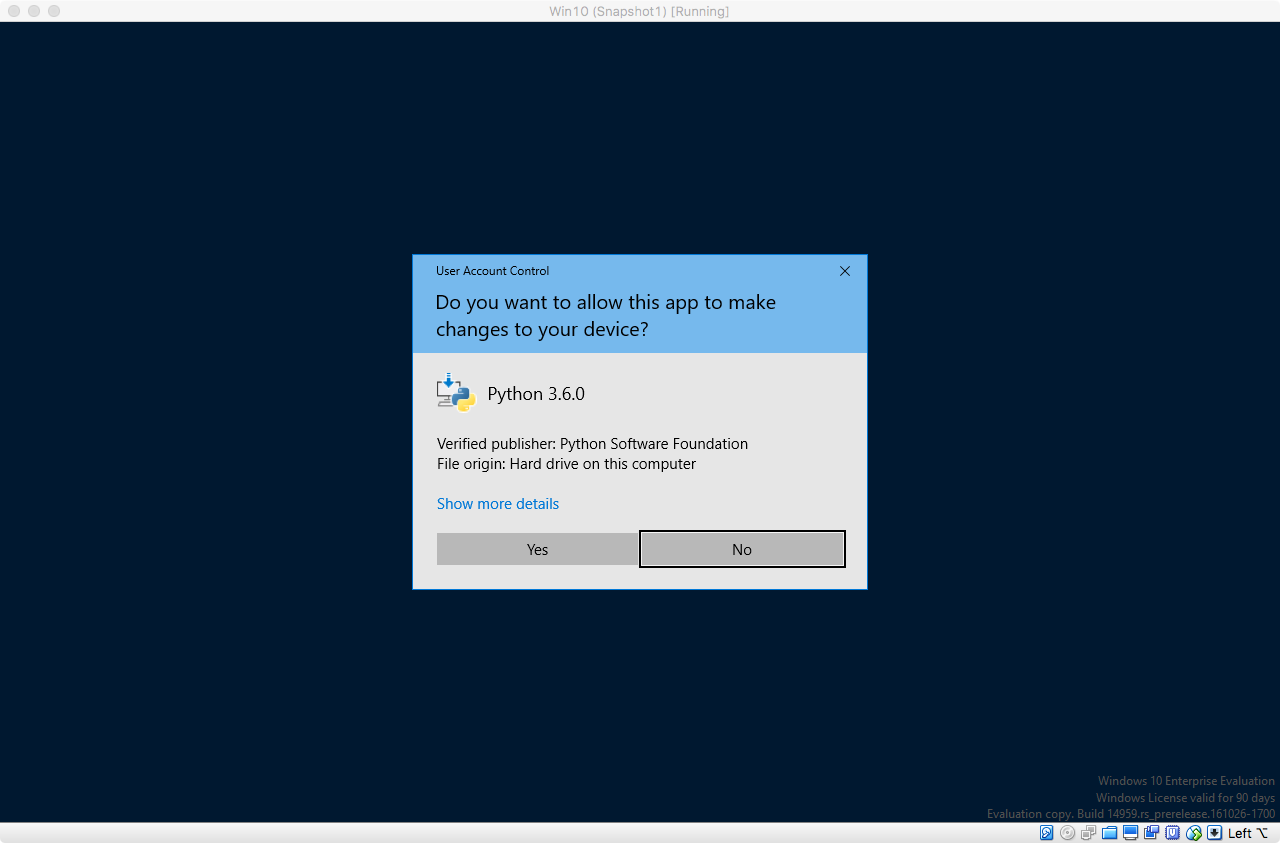 Win10 (Snapshot1) [Running]
User Account Control
Do you want to allow this app to make
changes to your device?
Python 3.6.0
Verified publisher: Python Software Foundation
File origin: Hard drive on this computer
Show more details
Yes
No
Windows 10 Enterprise Evaluation
Windows License valid for 90 days
Evaluation copy. Build 14959.rs_prerelease.161026-1700
Left ⌥